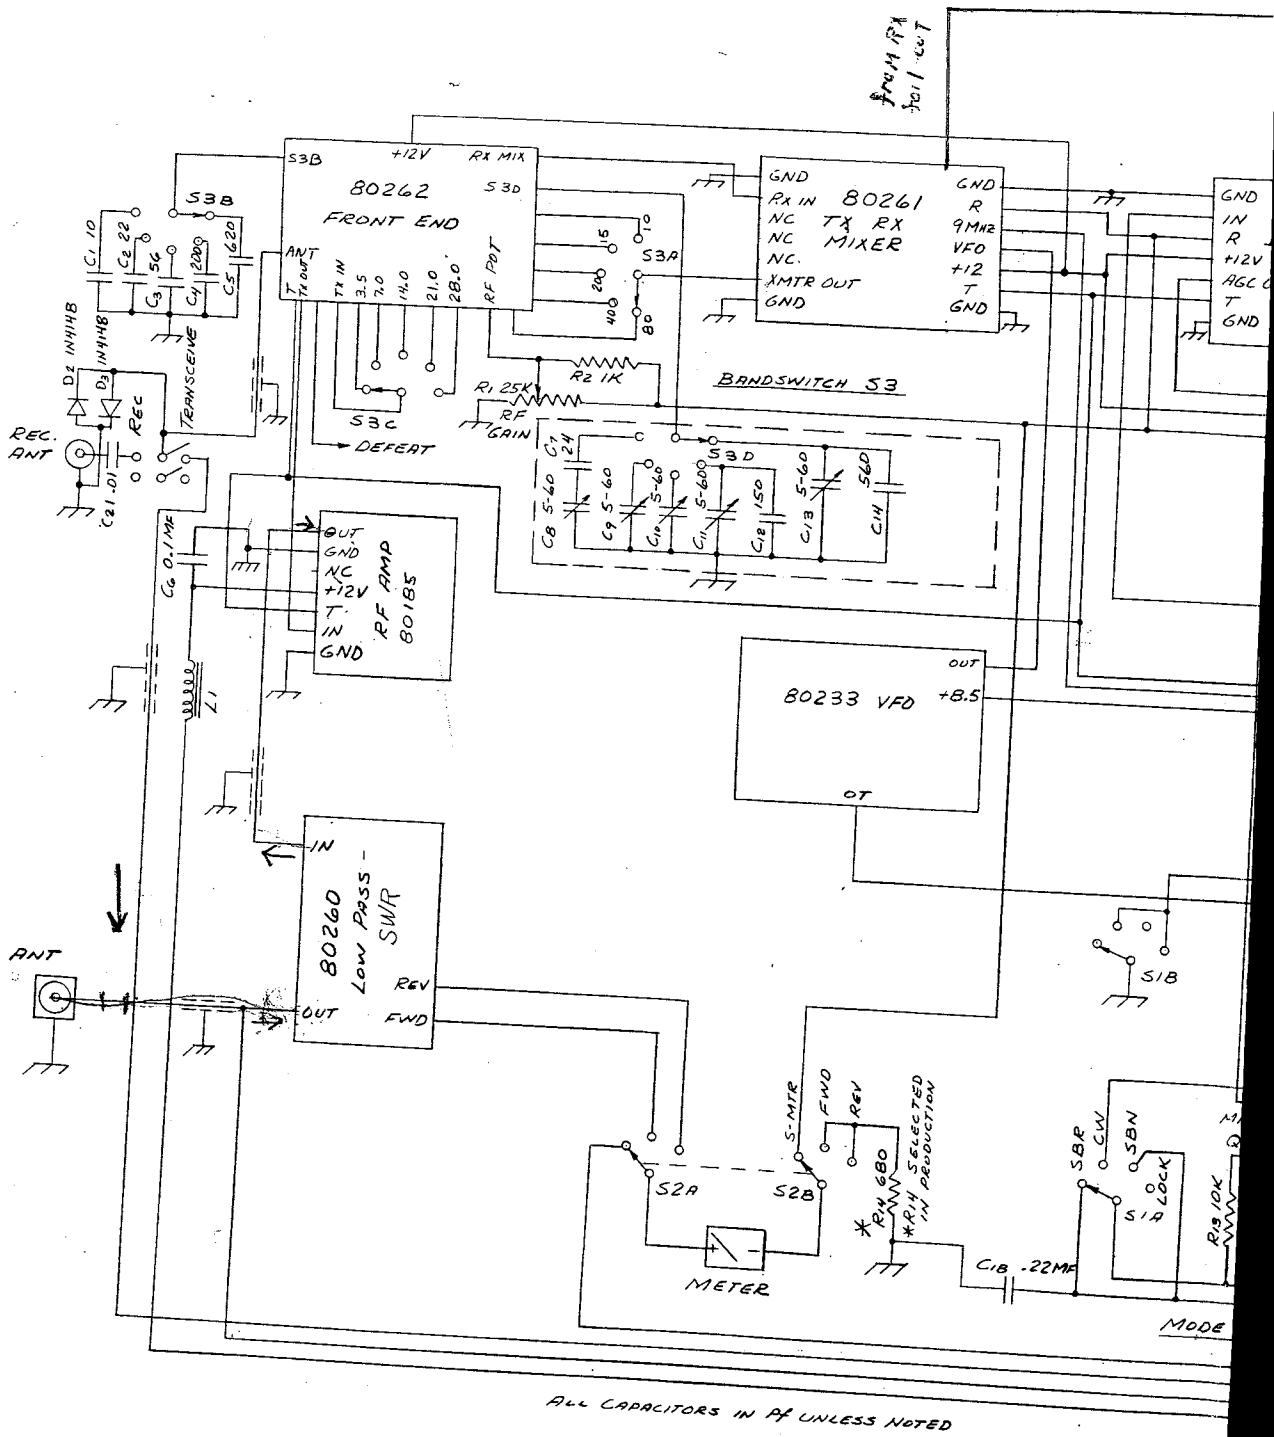 from RX
foil cut
S3B
+12V
RX MIX
80262
S3D
FRONT END
ANT
T
TX OUT
TX IN
3.5
7.0
14.0
21.0
28.0
RF POT
GND
80261
GND
RX IN
TX RX
R
NC
MIXER
9MHZ
NC
VFO
NC.
+12
XMTR OUT
T
GND
GND
GND
IN
R
+12V
AGC
T
GND
S3B
C1 10
C2 22
C3 56
C4 200
C5 620
10
15
20
40
80
S3A
D2 1N414B
D3 1N414B
TRANSCEIVE
REC
REC.
ANT
C21 .01
S3C
DEFEAT
R2 1K
R1 25K
RF
GAIN
BANDSWITCH S3
S3D
C7 24
C8 5-60
C9 5-60
C10 5-60
C11 5-60
C12 150
C13 5-60
C14 560
C6 0.1MF
OUT
GND
NC
+12V
T
IN
GND
RF AMP
80185
L1
80233 VFO
OUT
+8.5
OT
IN
80260
LOW PASS -
SWR
REV
FWD
OUT
ANT
S1B
S-MTR
FWD
REV
S2A
S2B
METER
* R14 680
*R14 SELECTED
IN PRODUCTION
C18 .22MF
SBR
CW
SBN
LOCK
S1A
R13 10K
MODE
ALL CAPACITORS IN Pf UNLESS NOTED